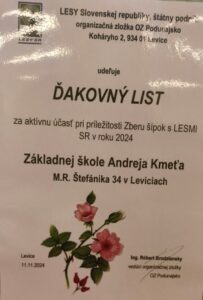 LESY Slovenskej republiky, štátny podnik
organizačná zložka OZ Podunajsko
Koháryho 2, 934 01 Levice
LESY SR
udeľuje
ĎAKOVNÝ LIST
za aktívnu účasť pri príležitosti Zberu šípok s LESMI
SR v roku 2024
Základnej škole Andreja Kmeťa
M.R. Štefánika 34 v Leviciach
Levice
11.11.2024
Ing. Róbert
vedúci organizačnej zložky
OZ Podunajsko